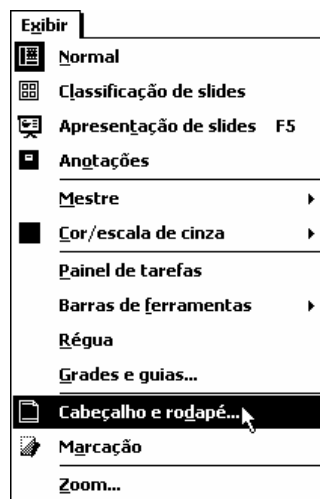 Exibir
Normal
Classificação de slides
Apresentação de slides F5
Anotações
Mestre
Cor/escala de cinza
Painel de tarefas
Barras de ferramentas
Régua
Grades e guias...
Cabeçalho e rodapé...
Marcação
Zoom...